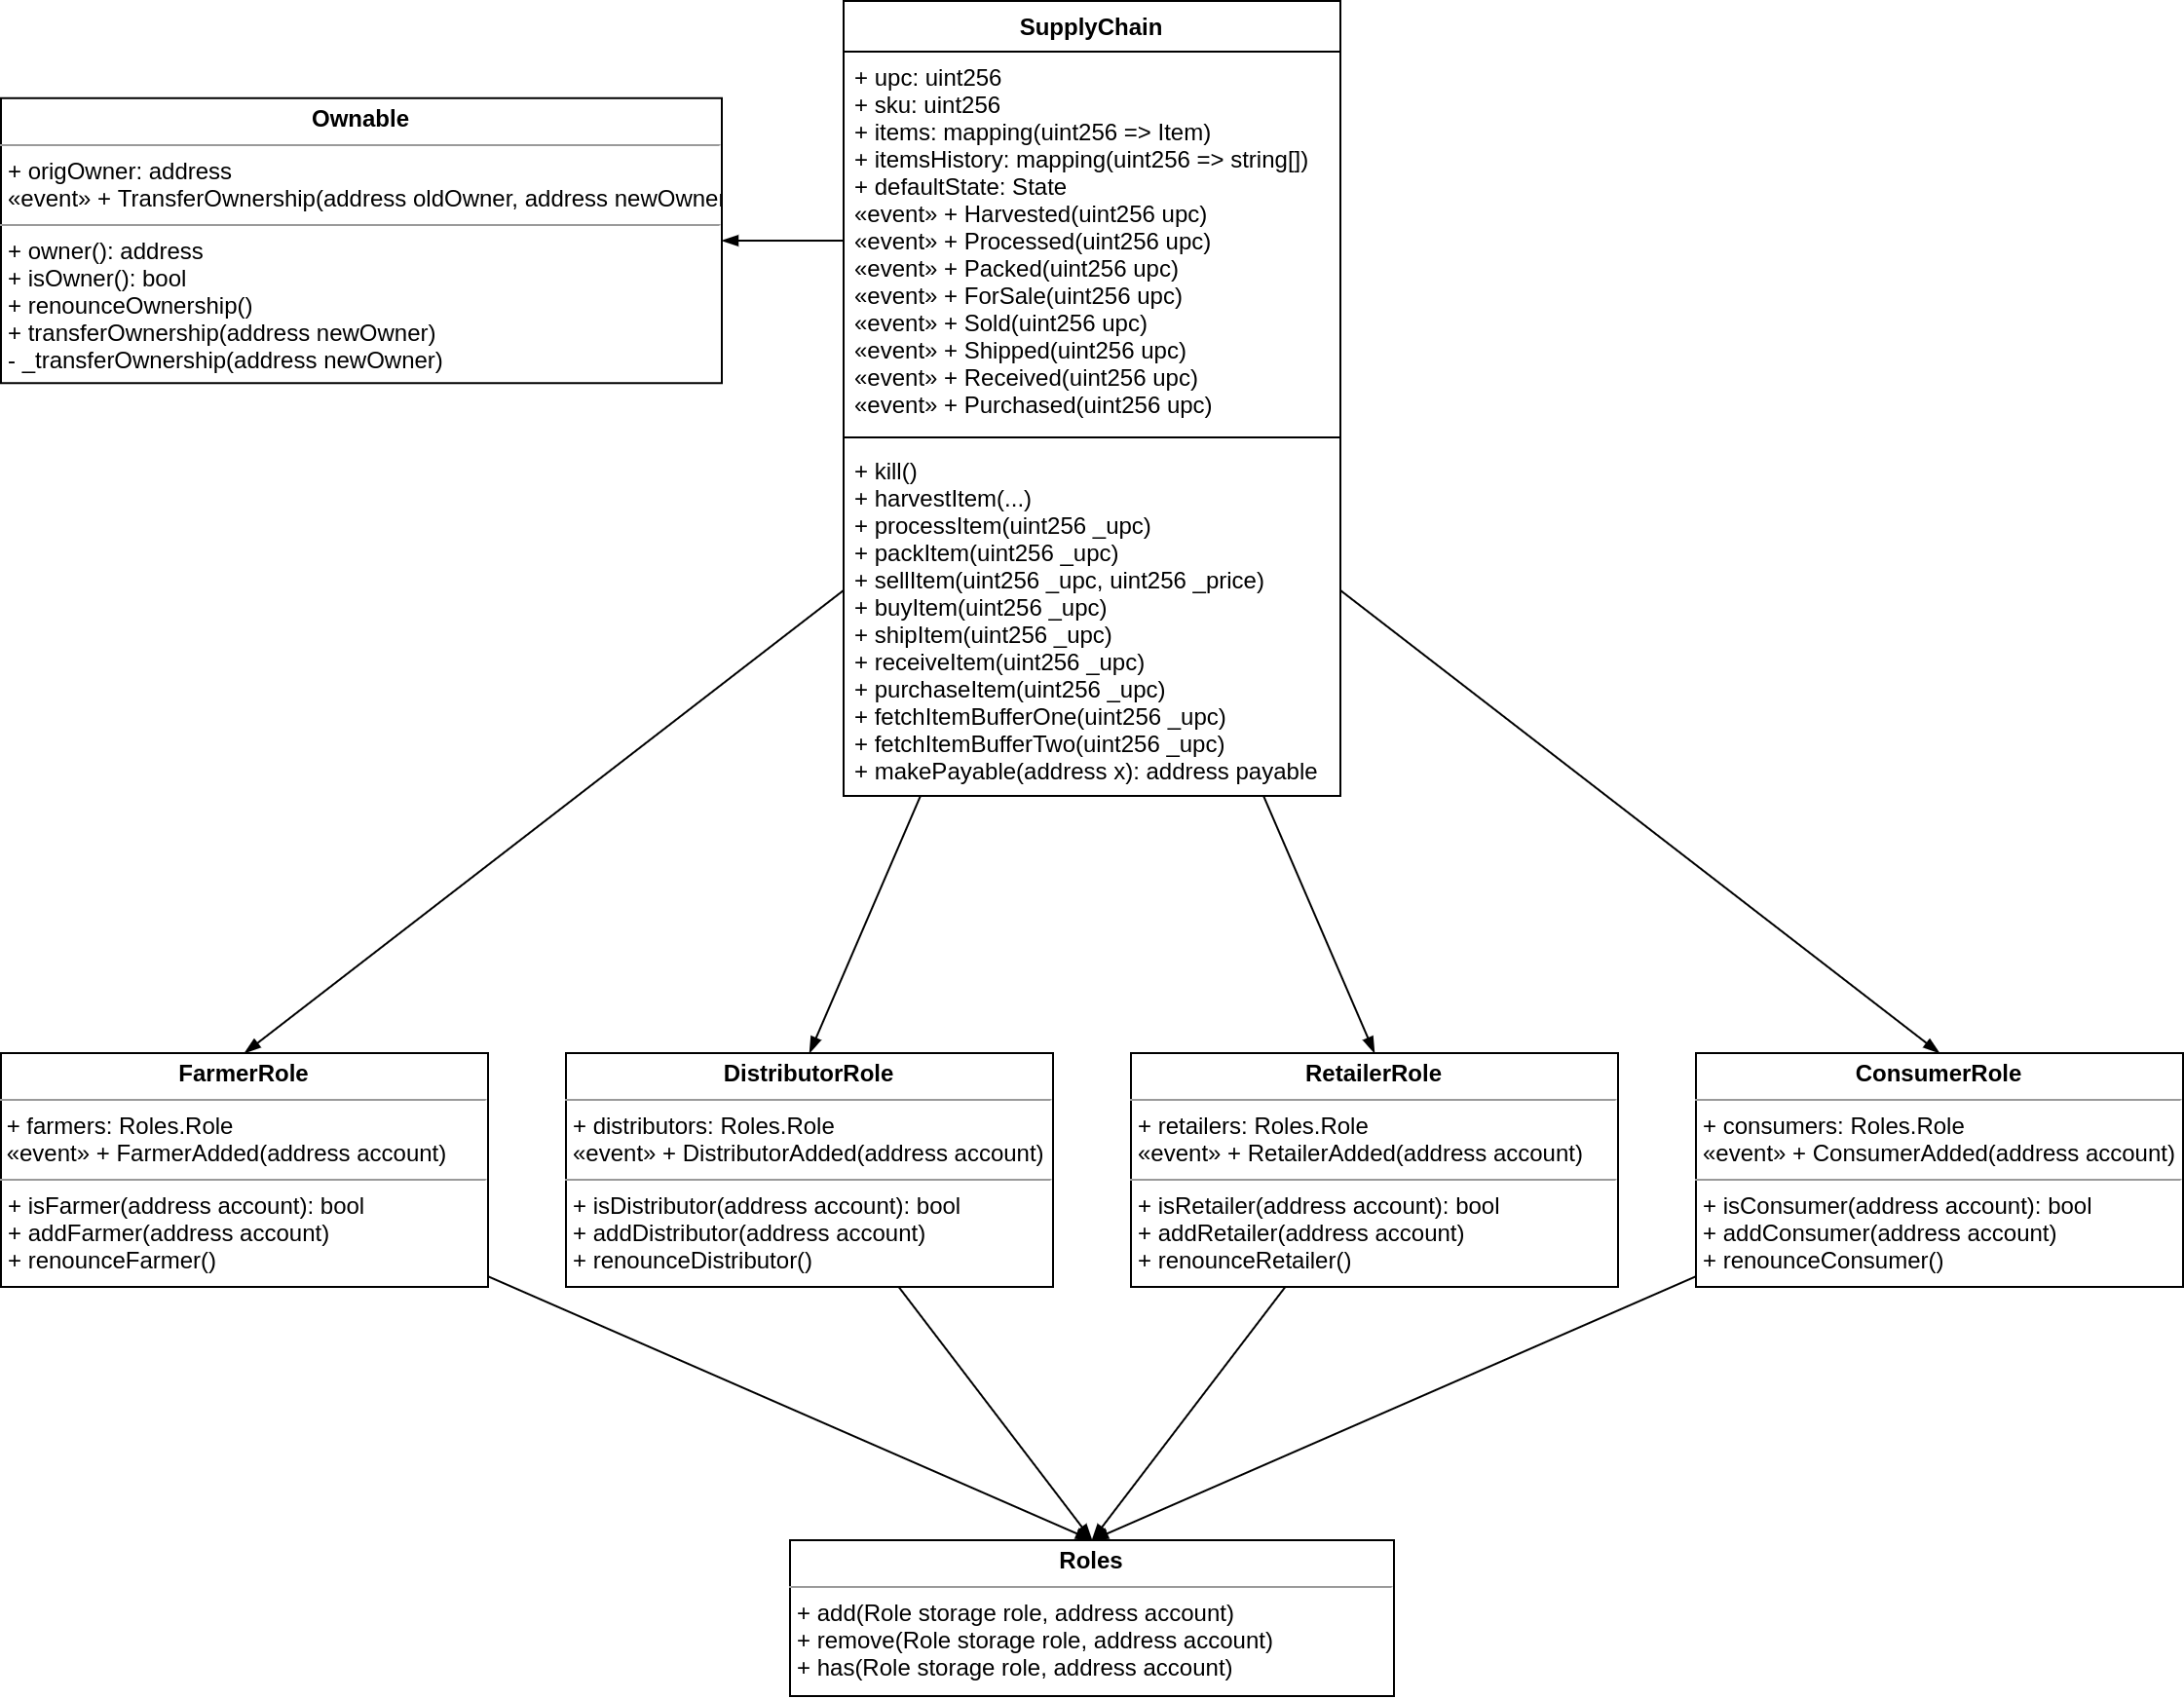 SupplyChain
+ upc: uint256
+ sku: uint256
+ items: mapping(uint256 => Item)
+ itemsHistory: mapping(uint256 => string[])
+ defaultState: State
«event» + Harvested(uint256 upc)
«event» + Processed(uint256 upc)
«event» + Packed(uint256 upc)
«event» + ForSale(uint256 upc)
«event» + Sold(uint256 upc)
«event» + Shipped(uint256 upc)
«event» + Received(uint256 upc)
«event» + Purchased(uint256 upc)
+ kill()
+ harvestItem(...)
+ processItem(uint256 _upc)
+ packItem(uint256 _upc)
+ sellItem(uint256 _upc, uint256 _price)
+ buyItem(uint256 _upc)
+ shipItem(uint256 _upc)
+ receiveItem(uint256 _upc)
+ purchaseItem(uint256 _upc)
+ fetchItemBufferOne(uint256 _upc)
+ fetchItemBufferTwo(uint256 _upc)
+ makePayable(address x): address payable
Ownable
+ origOwner: address
«event» + TransferOwnership(address oldOwner, address newOwner
+ owner(): address
+ isOwner(): bool
+ renounceOwnership()
+ transferOwnership(address newOwner)
- _transferOwnership(address newOwner)
FarmerRole
+ farmers: Roles.Role
«event» + FarmerAdded(address account)
+ isFarmer(address account): bool
+ addFarmer(address account)
+ renounceFarmer()
DistributorRole
+ distributors: Roles.Role
«event» + DistributorAdded(address account)
+ isDistributor(address account): bool
+ addDistributor(address account)
+ renounceDistributor()
RetailerRole
+ retailers: Roles.Role
«event» + RetailerAdded(address account)
+ isRetailer(address account): bool
+ addRetailer(address account)
+ renounceRetailer()
ConsumerRole
+ consumers: Roles.Role
«event» + ConsumerAdded(address account)
+ isConsumer(address account): bool
+ addConsumer(address account)
+ renounceConsumer()
Roles
+ add(Role storage role, address account)
+ remove(Role storage role, address account)
+ has(Role storage role, address account)